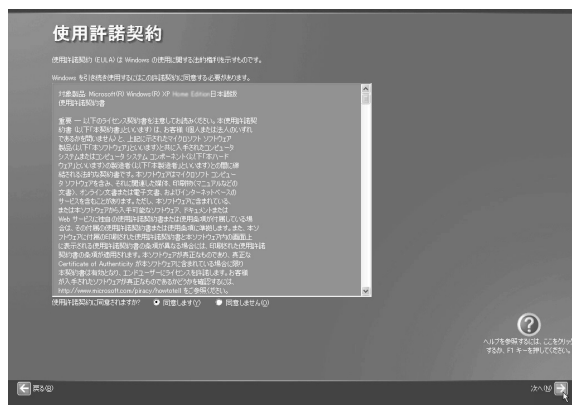 使用許諾契約
使用許諾契約 (EULA) は Windows の使用に関する法的権利を示すものです。
Windows を引き続き使用するにはこの許諾契約に同意する必要があります。
対象製品 Microsoft(R) Windows(R) XP Home Edition日本語版
使用許諾契約書
重要 — 以下のライセンス契約書を注意してお読みください。本使用許諾契
約書 (以下「本契約書」といいます) は、お客様 (個人または法人のいずれ
であるかを問いません) と、上記に示されたマイクロソフト ソフトウェア
製品(以下「本ソフトウェア」といいます) と共に入手されたコンピュータ
システムまたはコンピュータ システム コンポーネント(以下「本ハード
ウェア」といいます)の製造者(以下「本製造者」といいます)との間に締
結される法的な契約書です。本ソフトウェアはマイクロソフト コンピュー
タ ソフトウェアを含み、それに関連した媒体、印刷物(マニュアルなどの
文書)、オンライン文書または電子文書、およびインターネットベースの
サービスを含むことがあります。ただし、本ソフトウェアに含まれている、
または本ソフトウェアから入手可能なソフトウェア、ドキュメントまたは
Web サービスに独自の使用許諾契約書または使用条項が付属している場
合は、その付属の使用許諾契約書または使用条項に準拠します。また、本ソ
フトウェアに付属の印刷された使用許諾契約書と本ソフトウェア内の画面上
に表示される使用許諾契約書の条項が異なる場合には、印刷された使用許諾
契約書の条項が適用されます。本ソフトウェアが真正なものであり、真正な
Certificate of Authenticity が本ソフトウェアに含まれている場合に限り
本契約書は有効となり、エンドユーザーにライセンスを許諾します。お客様
が入手されたソフトウェアが真正なものであるかどうかを確認するには、
http://www.microsoft.com/piracy/howtotell をご参照ください。
使用許諾契約に同意されますか? 同意します(Y) 同意しません(O)
?
ヘルプを参照するには、ここをクリッ
するか、F1 キーを押してください。
戻る(B) 次へ(N)